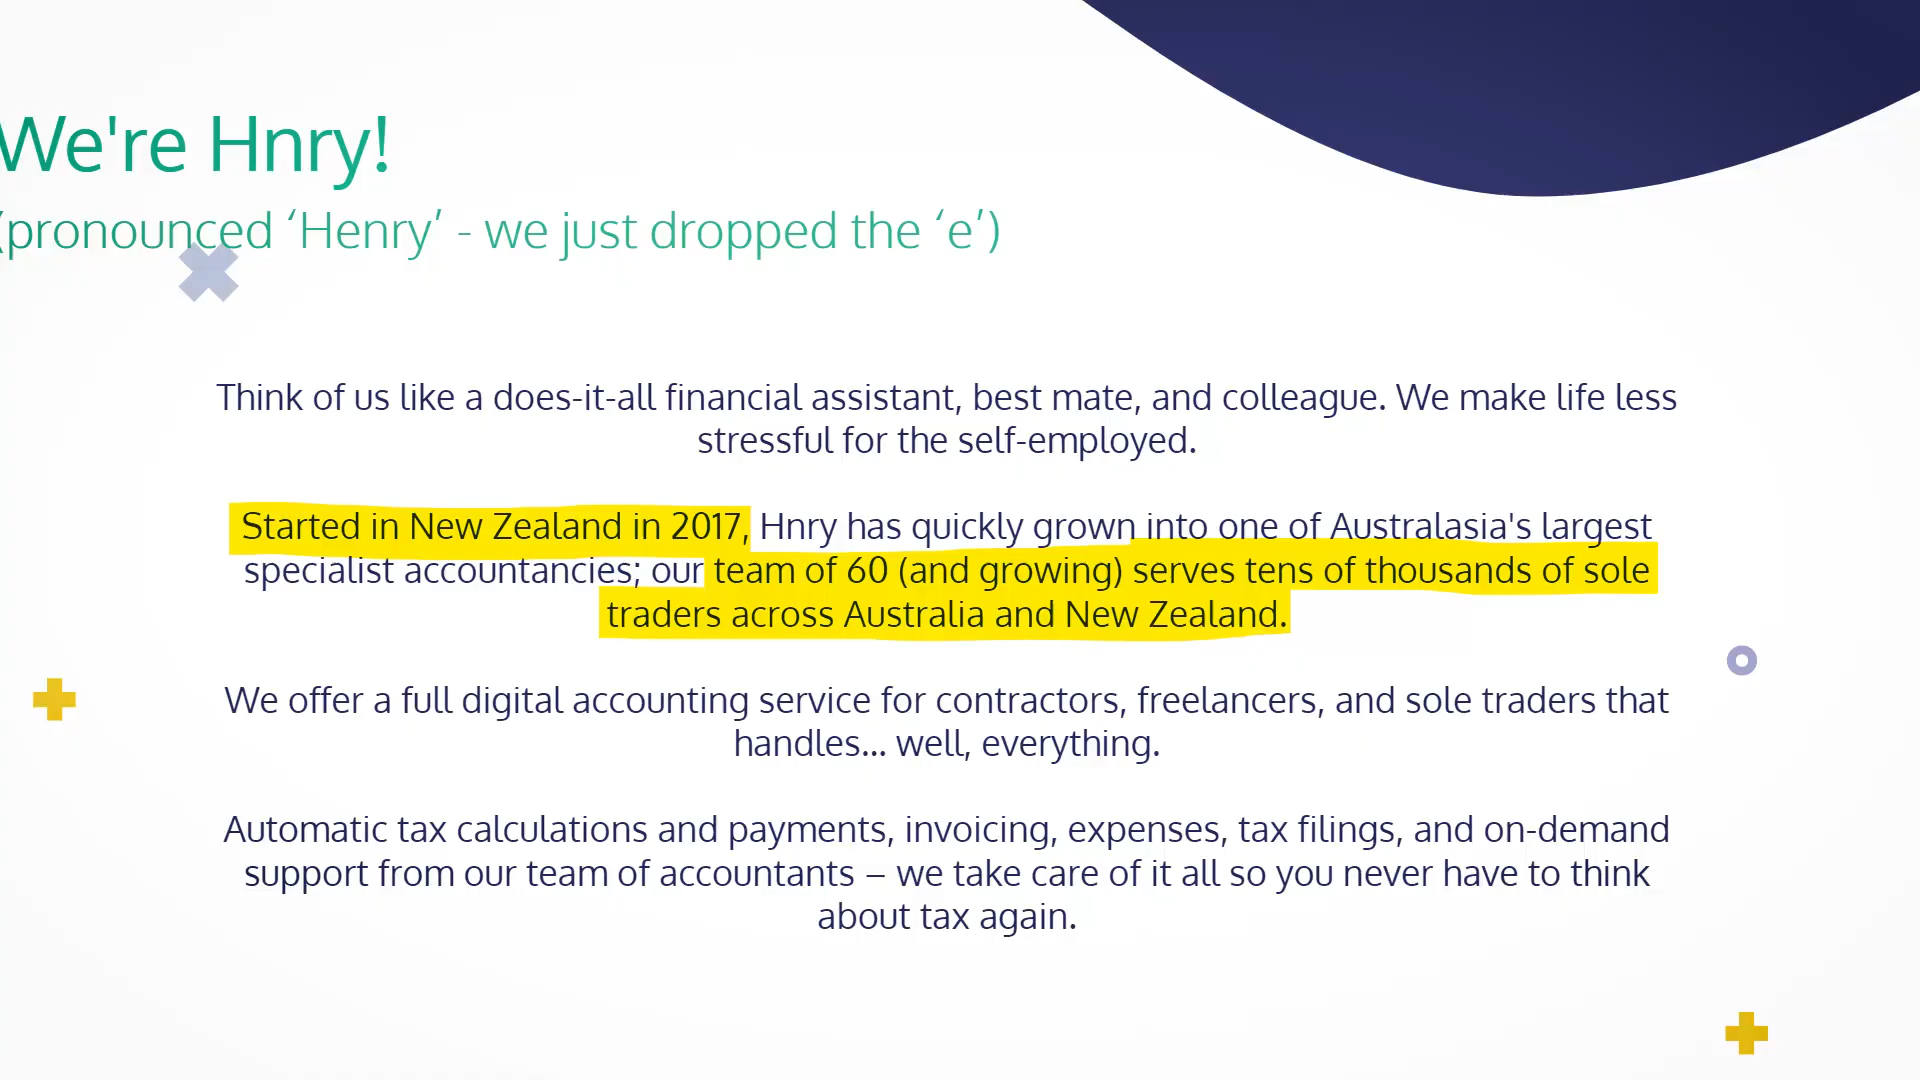 We're Hnry!
(pronounced ‘Henry’ - we just dropped the ‘e’)
Think of us like a does-it-all financial assistant, best mate, and colleague. We make life less
stressful for the self-employed.
Started in New Zealand in 2017, Hnry has quickly grown into one of Australasia's largest
specialist accountancies; our team of 60 (and growing) serves tens of thousands of sole
traders across Australia and New Zealand.
We offer a full digital accounting service for contractors, freelancers, and sole traders that
handles... well, everything.
Automatic tax calculations and payments, invoicing, expenses, tax filings, and on-demand
support from our team of accountants – we take care of it all so you never have to think
about tax again.